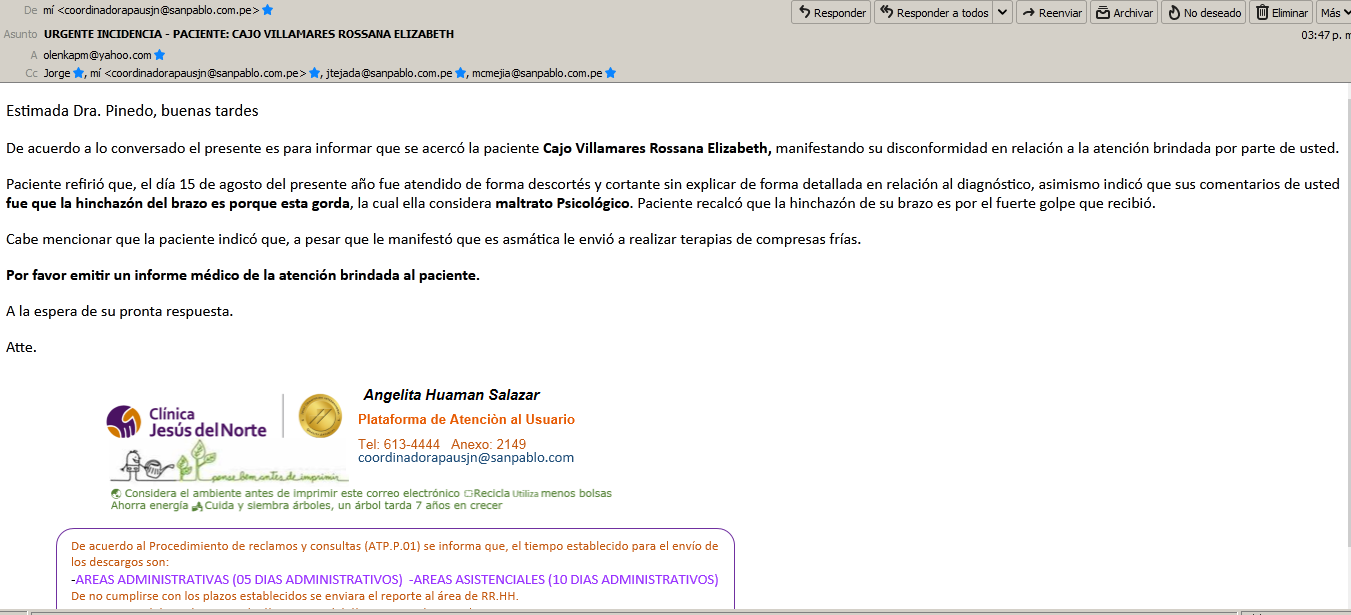 De mí <coordinadorapausjn@sanpablo.com.pe>
Responder Responder a todos Reenviar Archivar No deseado Eliminar Más
Asunto URGENTE INCIDENCIA - PACIENTE: CAJO VILLAMARES ROSSANA ELIZABETH
03:47 p. m
A olenkapm@yahoo.com
Cc Jorge, mí <coordinadorapausjn@sanpablo.com.pe>, jtejada@sanpablo.com.pe, mcmejia@sanpablo.com.pe
Estimada Dra. Pinedo, buenas tardes
De acuerdo a lo conversado el presente es para informar que se acercó la paciente Cajo Villamares Rossana Elizabeth, manifestando su disconformidad en relación a la atención brindada por parte de usted.
Paciente refirió que, el día 15 de agosto del presente año fue atendido de forma descortés y cortante sin explicar de forma detallada en relación al diagnóstico, asimismo indicó que sus comentarios de usted
fue que la hinchazón del brazo es porque esta gorda, la cual ella considera maltrato Psicológico. Paciente recalcó que la hinchazón de su brazo es por el fuerte golpe que recibió.
Cabe mencionar que la paciente indicó que, a pesar que le manifestó que es asmática le envió a realizar terapias de compresas frías.
Por favor emitir un informe médico de la atención brindada al paciente.
A la espera de su pronta respuesta.
Atte.
Angelita Huaman Salazar
Clínica
Jesús del Norte
Plataforma de Atenciòn al Usuario
Tel: 613-4444 Anexo: 2149
coordinadorapausjn@sanpablo.com
piense bien antes de imprimir
Considera el ambiente antes de imprimir este correo electrónico Recicla Utiliza menos bolsas
Ahorra energía Cuida y siembra árboles, un árbol tarda 7 años en crecer
De acuerdo al Procedimiento de reclamos y consultas (ATP.P.01) se informa que, el tiempo establecido para el envío de
los descargos son:
-AREAS ADMINISTRATIVAS (05 DIAS ADMINISTRATIVOS) -AREAS ASISTENCIALES (10 DIAS ADMINISTRATIVOS)
De no cumplirse con los plazos establecidos se enviara el reporte al área de RR.HH.